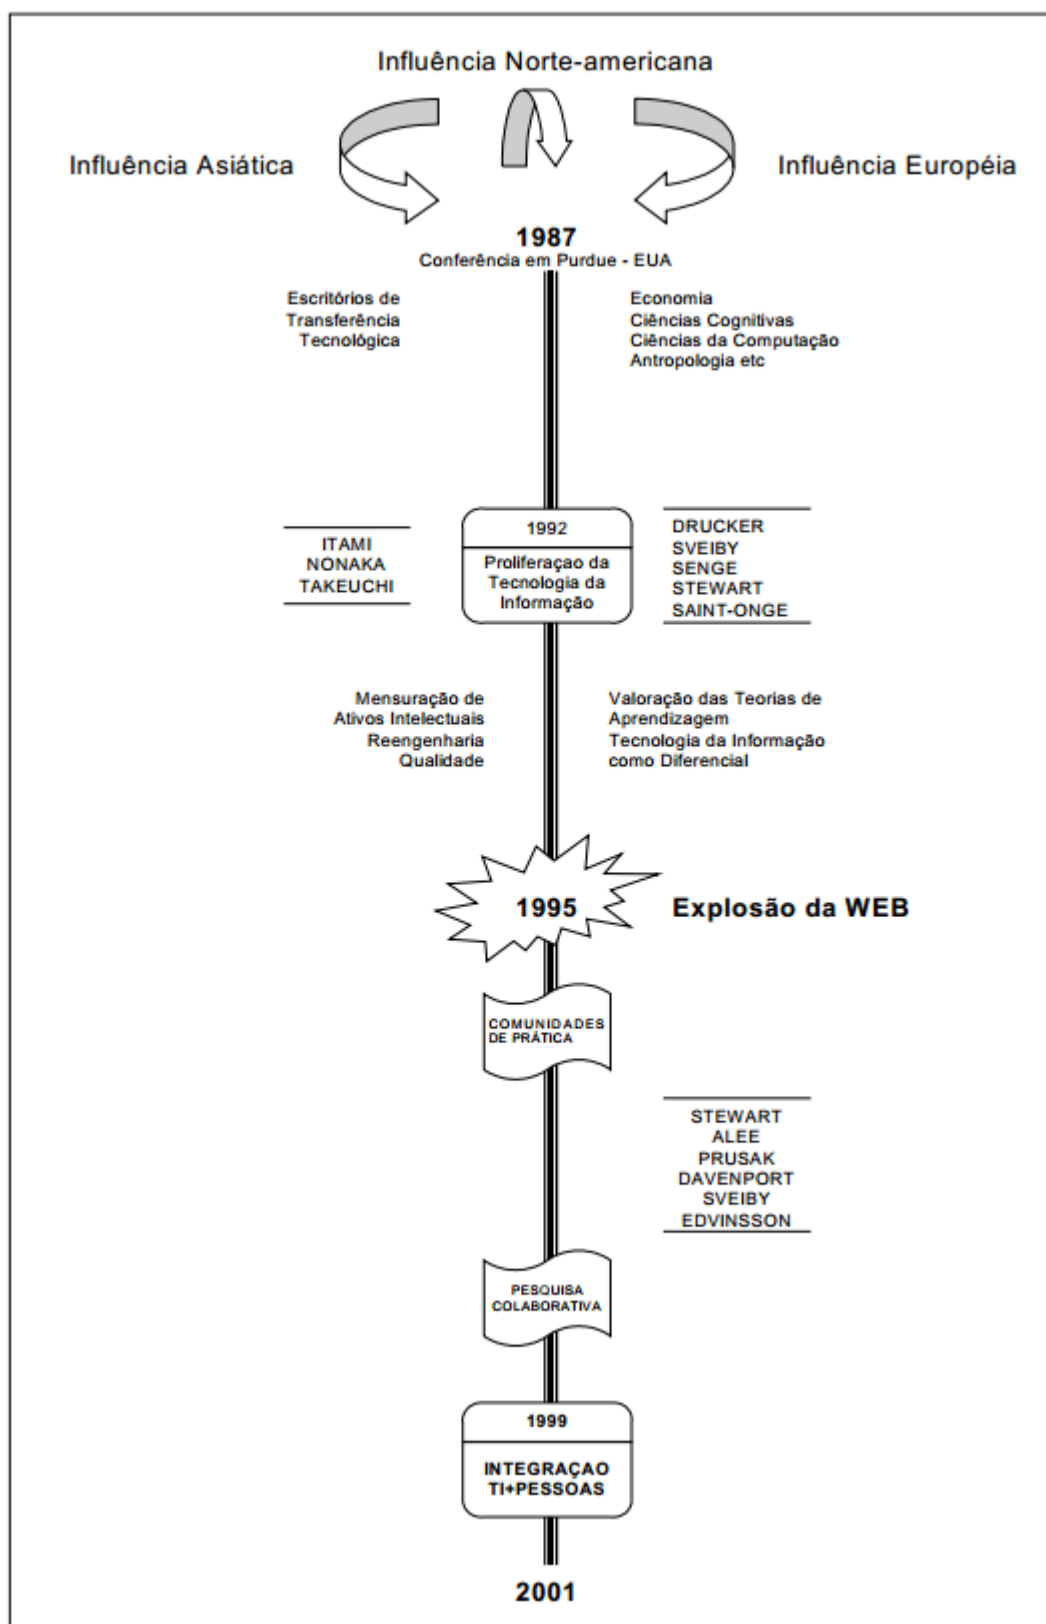 Influência Norte-americana
Influência Asiática
Influência Européia
1987
Conferência em Purdue - EUA
Escritórios de
Transferência
Tecnológica
Economia
Ciências Cognitivas
Ciências da Computação
Antropologia etc
ITAMI
NONAKA
TAKEUCHI
1992
Proliferaçao da
Tecnologia da
Informação
DRUCKER
SVEIBY
SENGE
STEWART
SAINT-ONGE
Mensuração de
Ativos Intelectuais
Reengenharia
Qualidade
Valoração das Teorias de
Aprendizagem
Tecnologia da Informação
como Diferencial
1995
Explosão da WEB
COMUNIDADES
DE PRÁTICA
STEWART
ALEE
PRUSAK
DAVENPORT
SVEIBY
EDVINSSON
PESQUISA
COLABORATIVA
1999
INTEGRAÇAO
TI+PESSOAS
2001